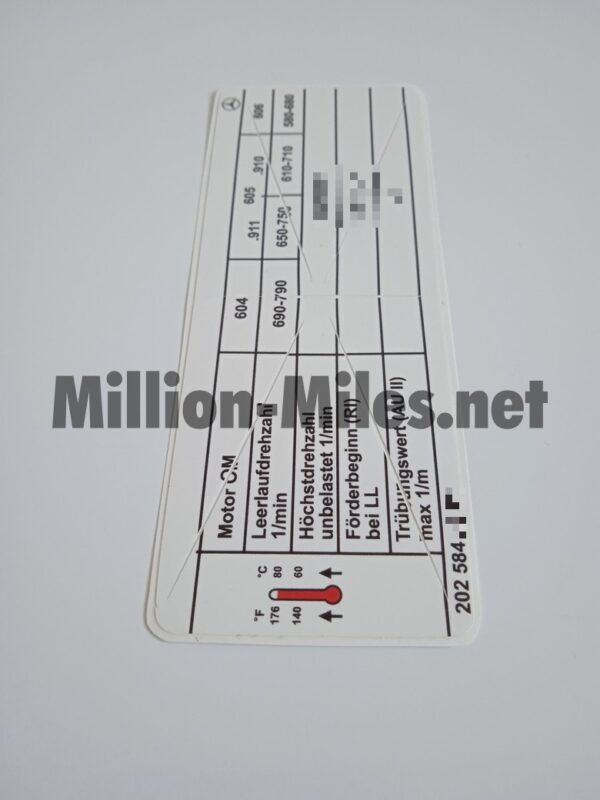 Motor OM 604 605 606
.911 .910
Leerlaufdrehzahl
1/min 690-790 650-750 610-710 580-680
Höchstdrehzahl
unbelastet 1/min
Förderbeginn (RI)
bei LL
Trübungswert (AU II)
max 1/m
°F °C
176 80
140 60
202 584
Million-Miles.net